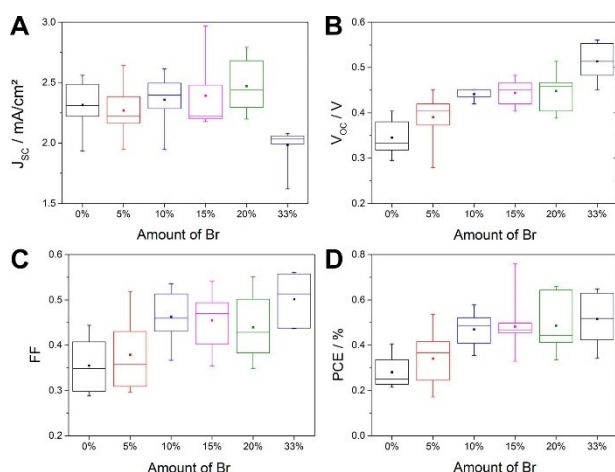 A
B
3.0
2.5
2.0
1.5
J_SC / mA/cm²
0% 5% 10% 15% 20% 33%
Amount of Br
0.6
0.5
0.4
0.3
0.2
V_OC / V
0% 5% 10% 15% 20% 33%
Amount of Br
C
D
0.6
0.5
0.4
0.3
0.2
FF
0% 5% 10% 15% 20% 33%
Amount of Br
0.8
0.6
0.4
0.2
0.0
PCE / %
0% 5% 10% 15% 20% 33%
Amount of Br